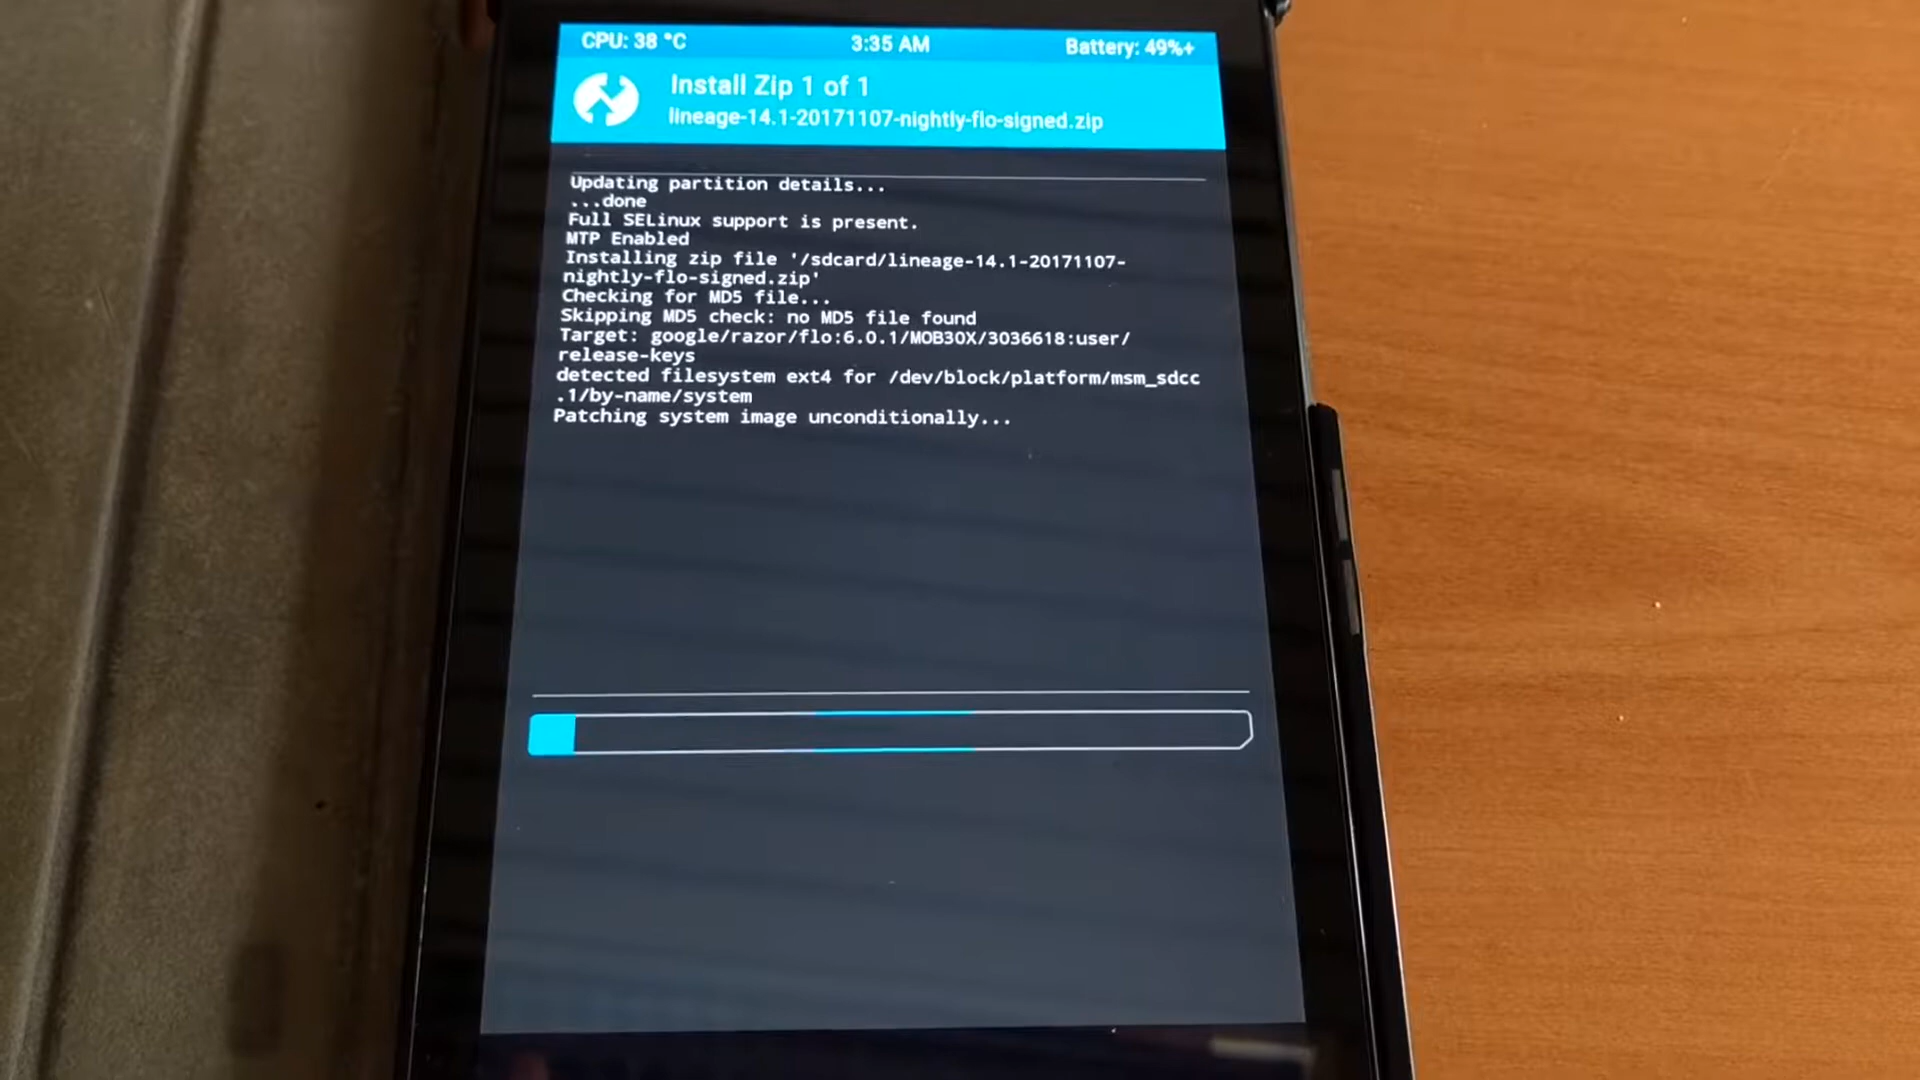 CPU: 38 °C 3:35 AM Battery: 49%+
Install Zip 1 of 1
lineage-14.1-20171107-nightly-flo-signed.zip
Updating partition details...
...done
Full SELinux support is present.
MTP Enabled
Installing zip file '/sdcard/lineage-14.1-20171107-
nightly-flo-signed.zip'
Checking for MD5 file...
Skipping MD5 check: no MD5 file found
Target: google/razor/flo:6.0.1/MOB30X/3036618:user/
release-keys
detected filesystem ext4 for /dev/block/platform/msm_sdcc
.1/by-name/system
Patching system image unconditionally...